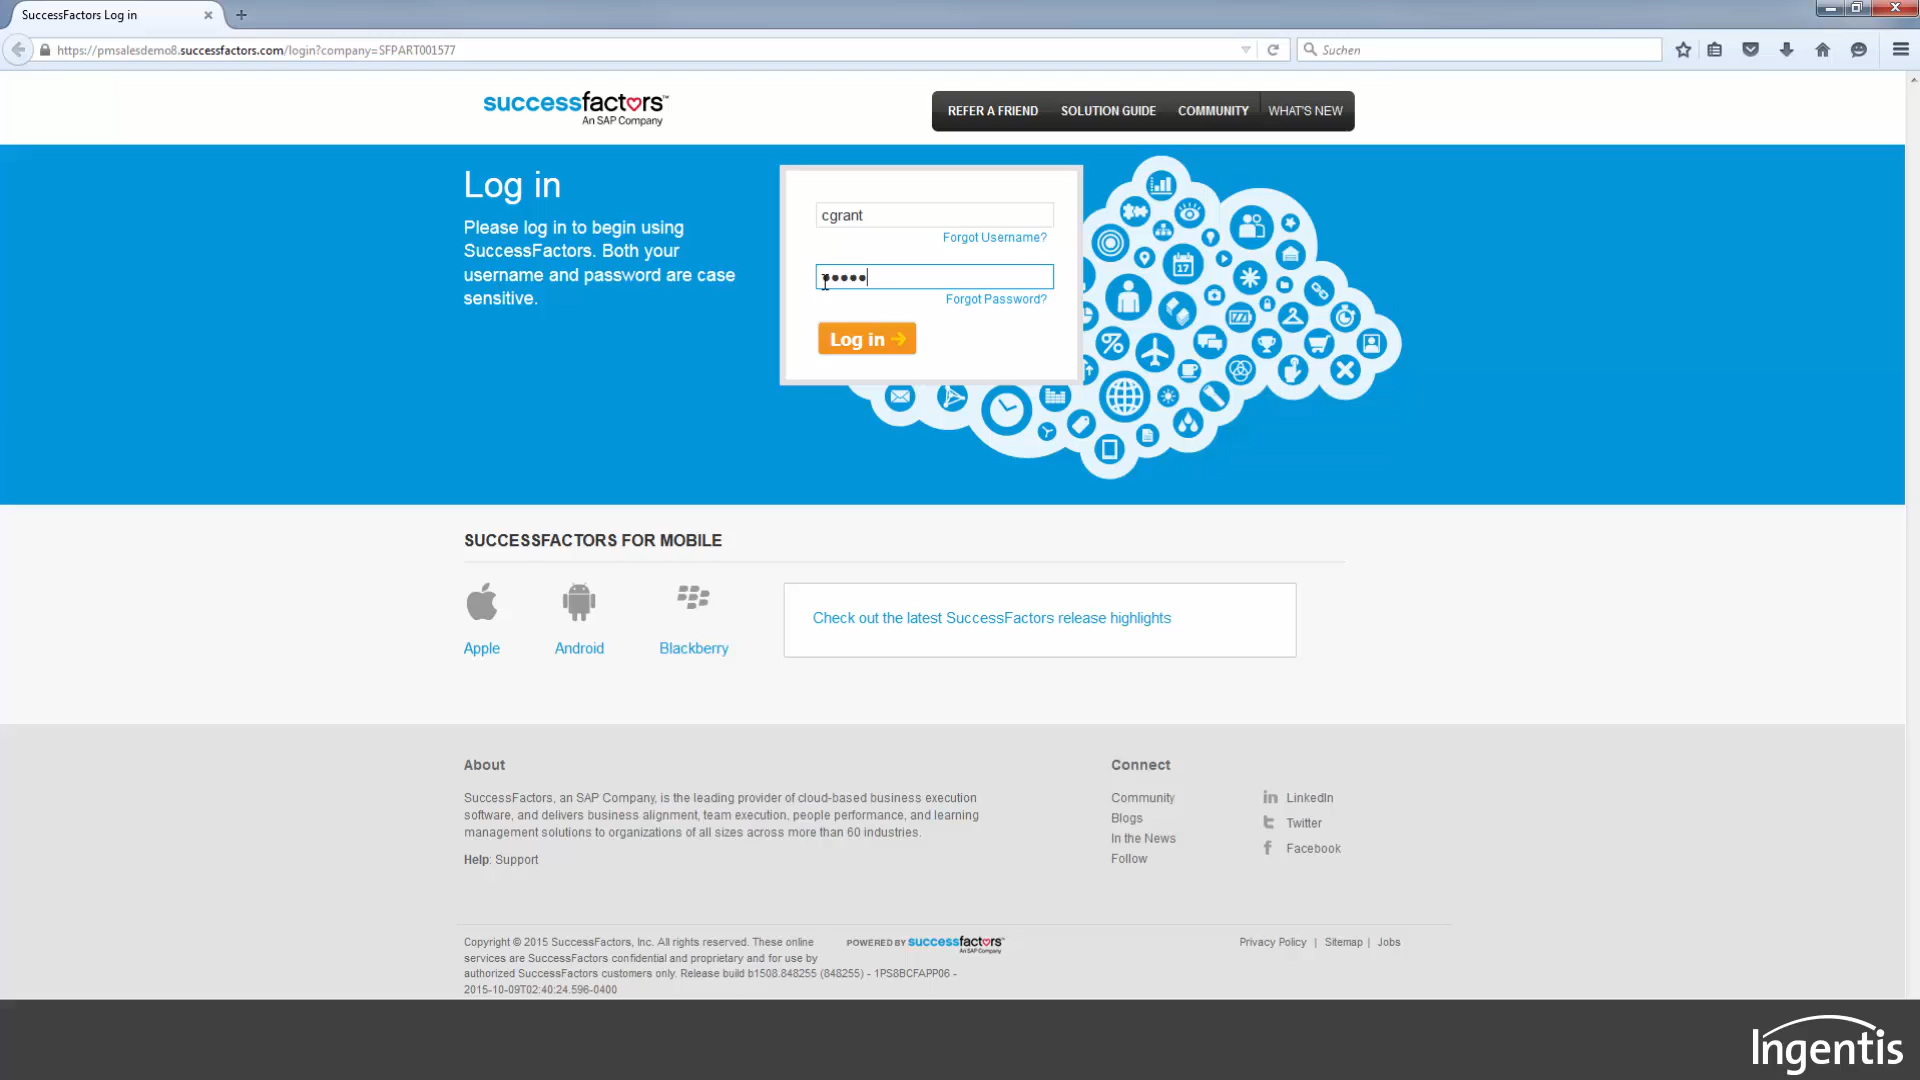 SuccessFactors Log in
https://pmsalesdemo8.successfactors.com/login?company=SFPART001577
Suchen
successfactors™
An SAP Company
REFER A FRIEND
SOLUTION GUIDE
COMMUNITY
WHAT'S NEW
Log in
Please log in to begin using
SuccessFactors. Both your
username and password are case
sensitive.
cgrant
Forgot Username?
•••••
Forgot Password?
Log in
17
%
SUCCESSFACTORS FOR MOBILE
Apple
Android
Blackberry
Check out the latest SuccessFactors release highlights
About
SuccessFactors, an SAP Company, is the leading provider of cloud-based business execution
software, and delivers business alignment, team execution, people performance, and learning
management solutions to organizations of all sizes across more than 60 industries.
Help: Support
Connect
Community
Blogs
In the News
Follow
LinkedIn
Twitter
Facebook
Copyright © 2015 SuccessFactors, Inc. All rights reserved. These online
services are SuccessFactors confidential and proprietary and for use by
authorized SuccessFactors customers only. Release build b1508.848255 (848255) - 1PS8BCFAPP06 -
2015-10-09T02:40:24.596-0400
POWERED BY successfactors™
An SAP Company
Privacy Policy | Sitemap | Jobs
Ingentis